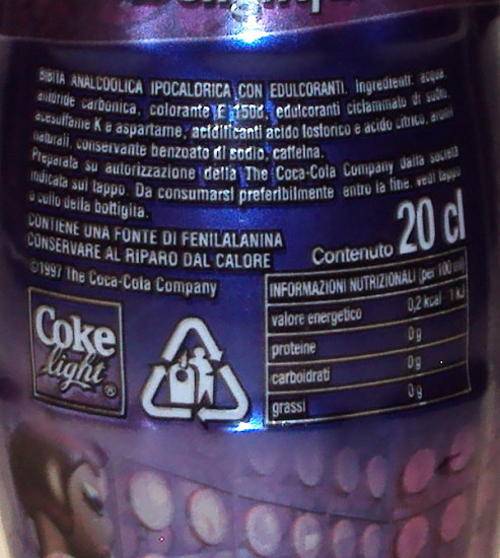 BIBITA ANALCOOLICA IPOCALORICA CON EDULCORANTI. Ingredienti: acqua,
anidride carbonica, colorante E 150d, edulcoranti ciclammato di sodio,
acesulfame K e aspartame, acidificanti acido fosforico e acido citrico, aromi
naturali, conservante benzoato di sodio, caffeina.
Preparata su autorizzazione della The Coca-Cola Company dalla società
indicata sul tappo. Da consumarsi preferibilmente entro la fine: vedi tappo
o collo della bottiglia.
CONTIENE UNA FONTE DI FENILALANINA
CONSERVARE AL RIPARO DAL CALORE
©1997 The Coca-Cola Company
Contenuto 20 cl
INFORMAZIONI NUTRIZIONALI (per 100 ml)
valore energetico 0,2 kcal 1 kJ
proteine 0 g
carboidrati 0 g
grassi 0 g
Coke
light ®